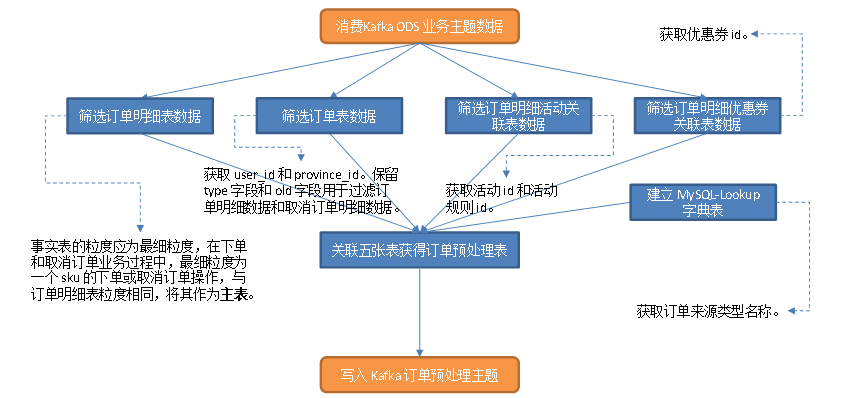 消费Kafka ODS 业务主题数据
获取优惠券 id。
筛选订单明细表数据
筛选订单表数据
筛选订单明细活动关
联表数据
筛选订单明细优惠券
关联表数据
获取 user_id 和 province_id。保留
type 字段和 old 字段用于过滤订
单明细数据和取消订单明细数据。
获取活动 id 和活动
规则 id。
建立 MySQL-Lookup
字典表
事实表的粒度应为最细粒度，在下单
和取消订单业务过程中，最细粒度为
一个 sku 的下单或取消订单操作，与
订单明细表粒度相同，将其作为主表。
关联五张表获得订单预处理表
获取订单来源类型名称。
写入 Kafka 订单预处理主题